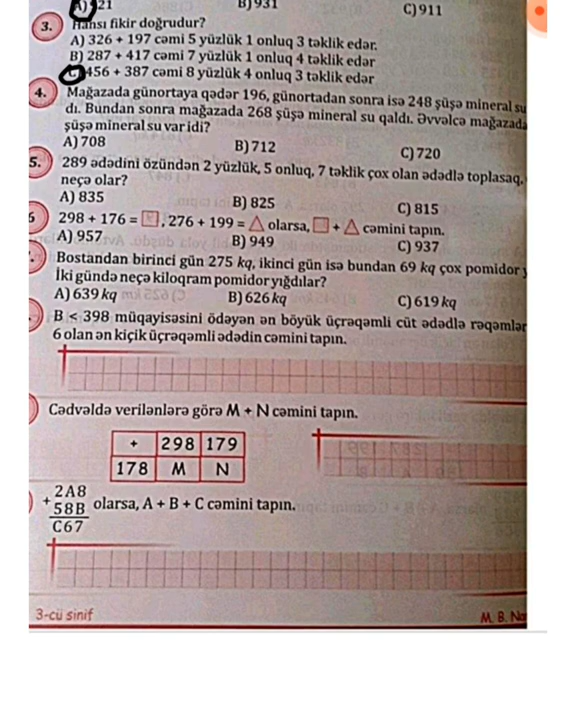 A) 921 B) 931 C) 911
3. Hansı fikir doğrudur?
A) 326 + 197 cəmi 5 yüzlük 1 onluq 3 təklik edər.
B) 287 + 417 cəmi 7 yüzlük 1 onluq 4 təklik edər
C) 456 + 387 cəmi 8 yüzlük 4 onluq 3 təklik edər
4. Mağazada günortaya qədər 196, günortadan sonra isə 248 şüşə mineral su
dı. Bundan sonra mağazada 268 şüşə mineral su qaldı. Əvvəlcə mağazada
şüşə mineral su var idi?
A) 708 B) 712 C) 720
5. 289 ədədini özündən 2 yüzlük, 5 onluq, 7 təklik çox olan ədədlə toplasaq,
neçə olar?
A) 835 B) 825 C) 815
6 298 + 176 = □, 276 + 199 = △ olarsa, □ + △ cəmini tapın.
A) 957 B) 949 C) 937
Bostandan birinci gün 275 kq, ikinci gün isə bundan 69 kq çox pomidor y
İki gündə neçə kiloqram pomidor yığdılar?
A) 639 kq B) 626 kq C) 619 kq
B < 398 müqayisəsini ödəyən ən böyük üçrəqəmli cüt ədədlə rəqəmlər
6 olan ən kiçik üçrəqəmli ədədin cəmini tapın.
Cədvəldə verilənlərə görə M + N cəmini tapın.
+ 298 179
178 M N
2A8
+ 58B olarsa, A + B + C cəmini tapın.
C67
3-cü sinif M. B. Na